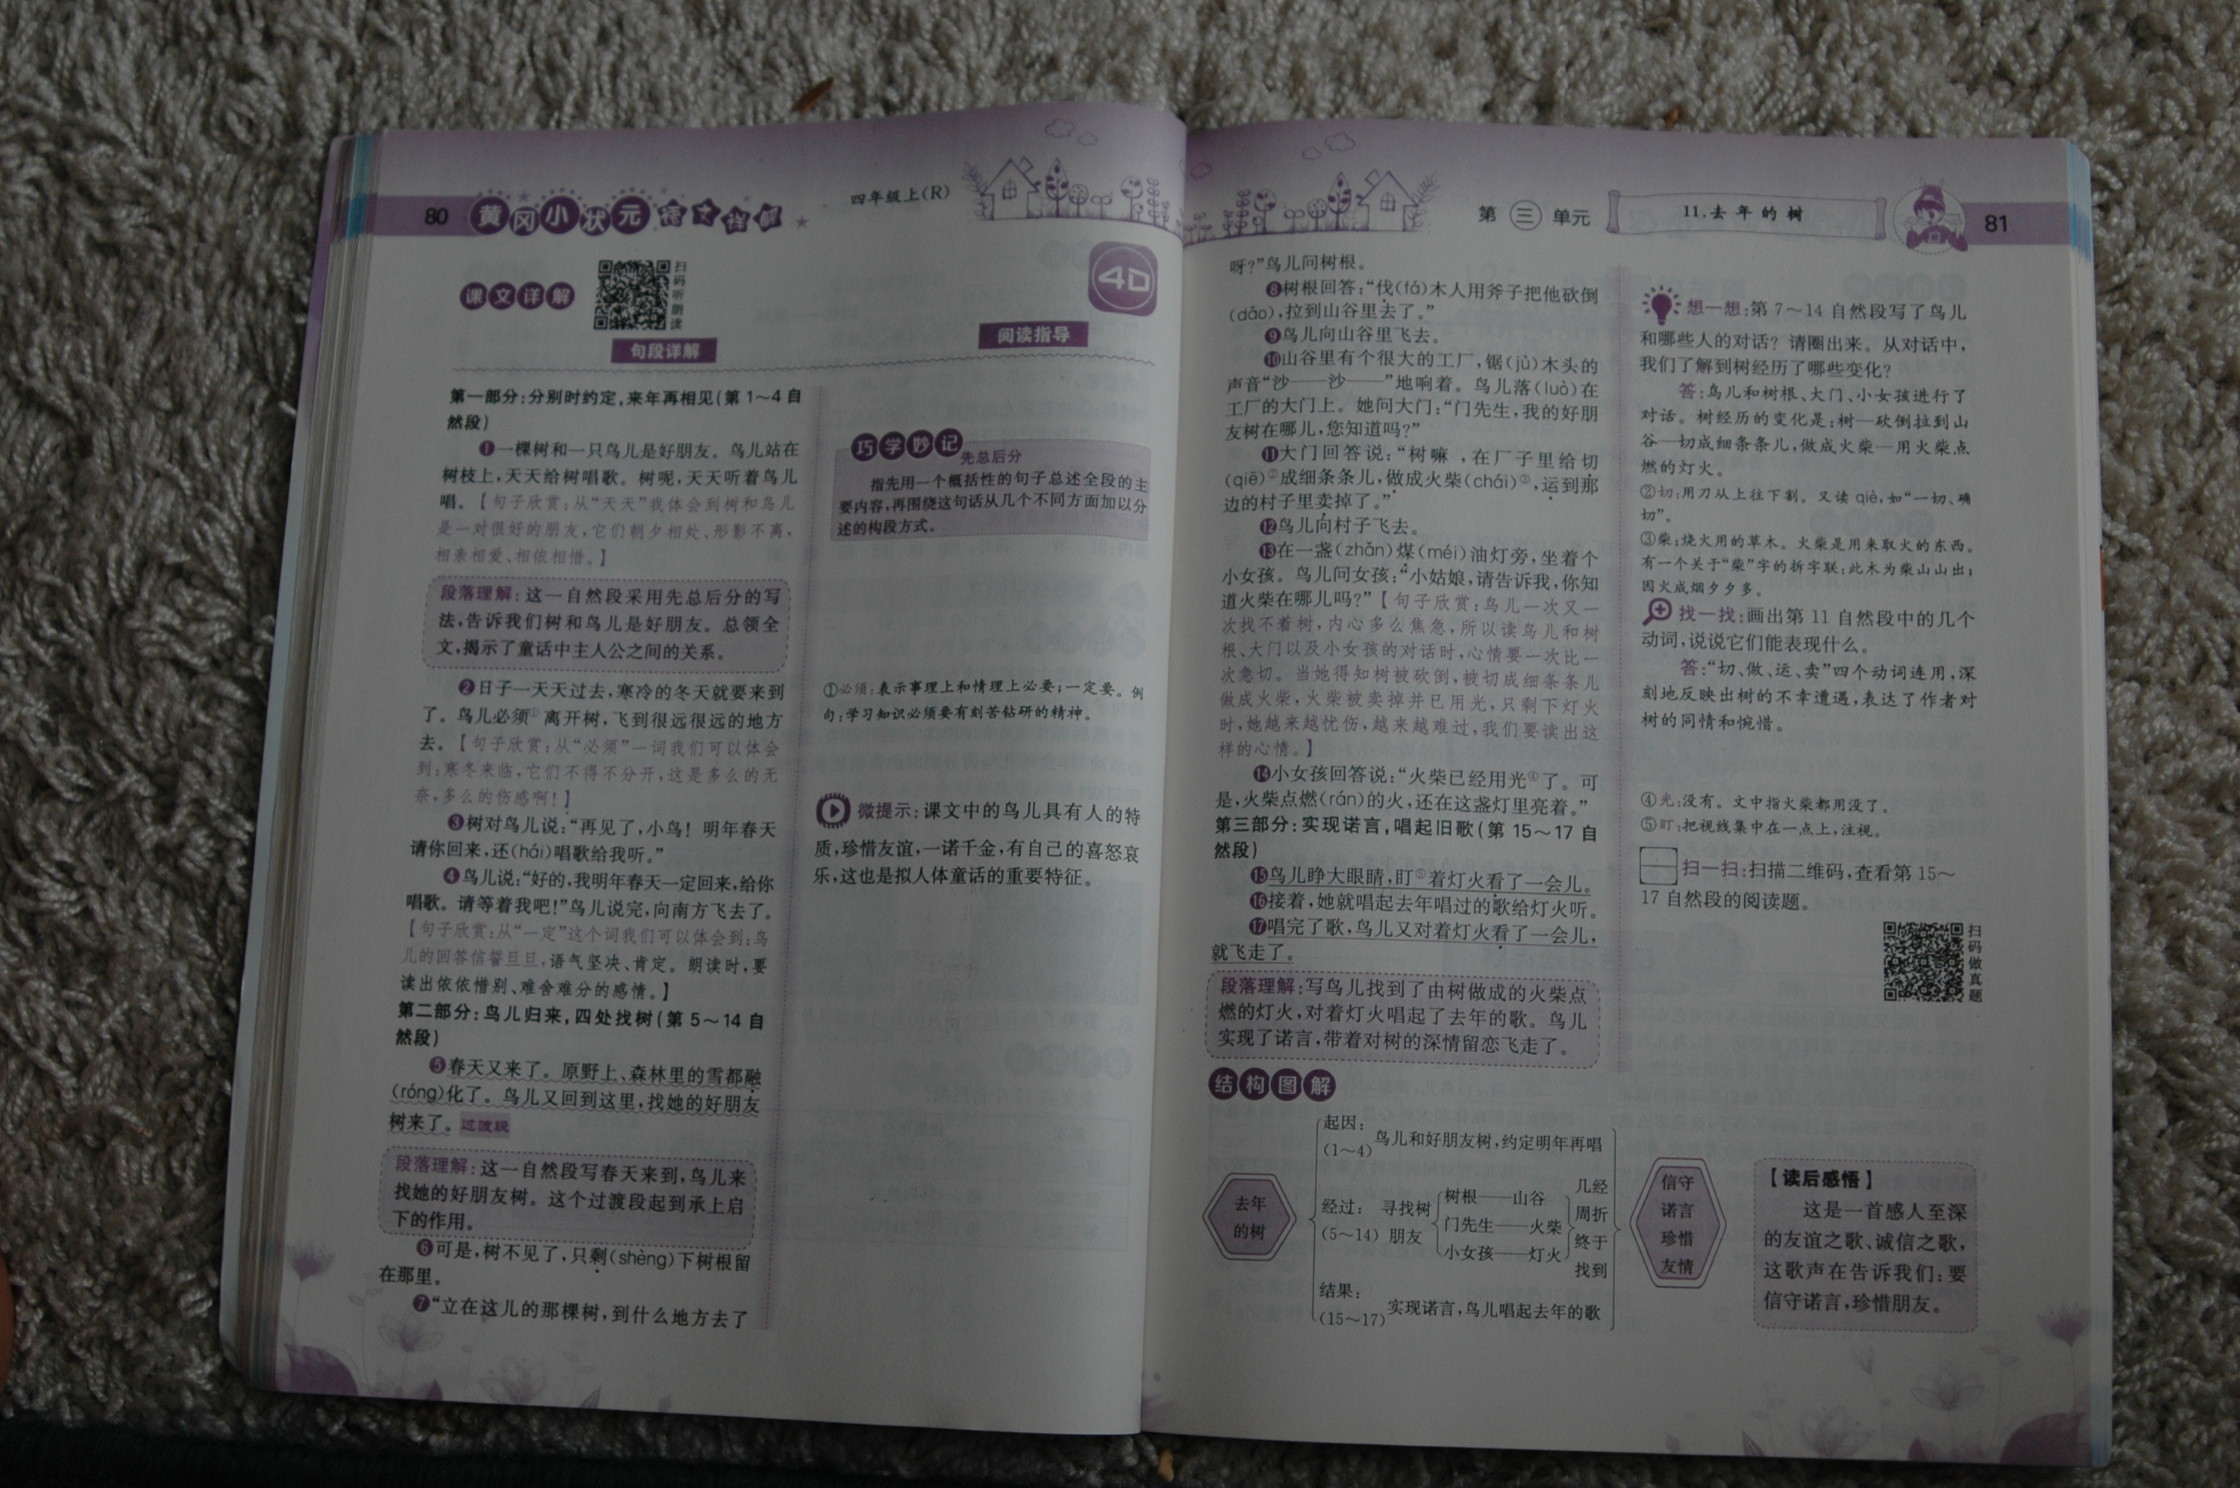 80 黄冈小状元 四年级上(R)
课文详解
扫码听朗读
4D
句段详解
阅读指导
第一部分:分别时约定,来年再相见(第1~4自
然段)
❶一棵树和一只鸟儿是好朋友。鸟儿站在
树枝上,天天给树唱歌。树呢,天天听着鸟儿
唱。【句子欣赏:从“天天”我体会到树和鸟儿
是一对很好的朋友,它们朝夕相处、形影不离,
相亲相爱、相依相惜。】
段落理解:这一自然段采用先总后分的写
法,告诉我们树和鸟儿是好朋友。总领全
文,揭示了童话中主人公之间的关系。
❷日子一天天过去,寒冷的冬天就要来到
了。鸟儿必须①离开树,飞到很远很远的地方
去。【句子欣赏:从“必须”一词我们可以体会
到:寒冬来临,它们不得不分开,这是多么的无
奈,多么的伤感啊!】
❸树对鸟儿说:“再见了,小鸟!明年春天
请你回来,还(hái)唱歌给我听。”
❹鸟儿说:“好的,我明年春天一定回来,给你
唱歌。请等着我吧!”鸟儿说完,向南方飞去了。
【句子欣赏:从“一定”这个词我们可以体会到:鸟
儿的回答信誓旦旦,语气坚决、肯定。朗读时,要
读出依依惜别、难舍难分的感情。】
第二部分:鸟儿归来,四处找树(第5~14自
然段)
❺春天又来了。原野上、森林里的雪都融
(róng)化了。鸟儿又回到这里,找她的好朋友
树来了。过渡段
段落理解:这一自然段写春天来到,鸟儿来
找她的好朋友树。这个过渡段起到承上启
下的作用。
❻可是,树不见了,只剩(shèng)下树根留
在那里。
❼“立在这儿的那棵树,到什么地方去了
巧学妙记
先总后分
指先用一个概括性的句子总述全段的主
要内容,再围绕这句话从几个不同方面加以分
述的构段方式。
①必须:表示事理上和情理上必要;一定要。例
句:学习知识必须要有刻苦钻研的精神。
微提示:课文中的鸟儿具有人的特
质,珍惜友谊,一诺千金,有自己的喜怒哀
乐,这也是拟人体童话的重要特征。
第三单元 11.去年的树 81
呀?”鸟儿问树根。
❽树根回答:“伐(fá)木人用斧子把他砍倒
(dǎo),拉到山谷里去了。”
❾鸟儿向山谷里飞去。
❿山谷里有个很大的工厂,锯(jù)木头的
声音“沙——沙——”地响着。鸟儿落(luò)在
工厂的大门上。她问大门:“门先生,我的好朋
友树在哪儿,您知道吗?”
⓫大门回答说:“树嘛,在厂子里给切
(qiē)②成细条条儿,做成火柴(chái)③,运到那
边的村子里卖掉了。”
⓬鸟儿向村子飞去。
⓭在一盏(zhǎn)煤(méi)油灯旁,坐着个
小女孩。鸟儿问女孩:“小姑娘,请告诉我,你知
道火柴在哪儿吗?”【句子欣赏:鸟儿一次又一
次找不着树,内心多么焦急,所以读鸟儿和树
根、大门以及小女孩的对话时,心情要一次比一
次急切。当她得知树被砍倒,被切成细条条儿
做成火柴,火柴被卖掉并已用光,只剩下灯火
时,她越来越忧伤,越来越难过,我们要读出这
样的心情。】
⓮小女孩回答说:“火柴已经用光④了。可
是,火柴点燃(rán)的火,还在这盏灯里亮着。”
第三部分:实现诺言,唱起旧歌(第15~17自
然段)
⓯鸟儿睁大眼睛,盯⑤着灯火看了一会儿。
⓰接着,她就唱起去年唱过的歌给灯火听。
⓱唱完了歌,鸟儿又对着灯火看了一会儿,
就飞走了。
段落理解:写鸟儿找到了由树做成的火柴点
燃的灯火,对着灯火唱起了去年的歌。鸟儿
实现了诺言,带着对树的深情留恋飞走了。
想一想:第7~14自然段写了鸟儿
和哪些人的对话?请圈出来。从对话中,
我们了解到树经历了哪些变化?
答:鸟儿和树根、大门、小女孩进行了
对话。树经历的变化是:树—砍倒拉到山
谷—切成细条条儿,做成火柴—用火柴点
燃的灯火。
②切:用刀从上往下割。又读qiè,如“一切、确
切”。
③柴:烧火用的草木。火柴是用来取火的东西。
有一个关于“柴”字的拆字联:此木为柴山山出;
因火成烟夕夕多。
找一找:画出第11自然段中的几个
动词,说说它们能表现什么。
答:“切、做、运、卖”四个动词连用,深
刻地反映出树的不幸遭遇,表达了作者对
树的同情和惋惜。
④光:没有。文中指火柴都用没了。
⑤盯:把视线集中在一点上,注视。
扫一扫:扫描二维码,查看第15~
17自然段的阅读题。
扫码做真题
结构图解
去年的树
起因:(1~4) 鸟儿和好朋友树,约定明年再唱
经过:(5~14) 寻找树朋友
树根——山谷
门先生——火柴
小女孩——灯火
几经周折终于找到
结果:(15~17) 实现诺言,鸟儿唱起去年的歌
信守诺言 珍惜友情
【读后感悟】
这是一首感人至深
的友谊之歌、诚信之歌,
这歌声在告诉我们:要
信守诺言,珍惜朋友。